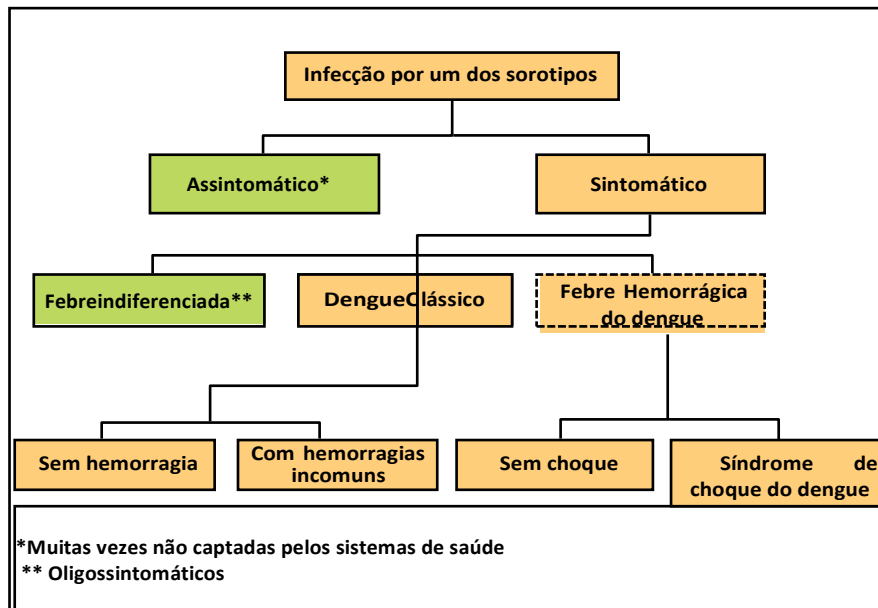 Infecção por um dos sorotipos
Assintomático*
Sintomático
Febreindiferenciada**
DengueClássico
Febre Hemorrágica
do dengue
Sem hemorragia
Com hemorragias
incomuns
Sem choque
Síndrome de
choque do dengue
*Muitas vezes não captadas pelos sistemas de saúde
** Oligossintomáticos